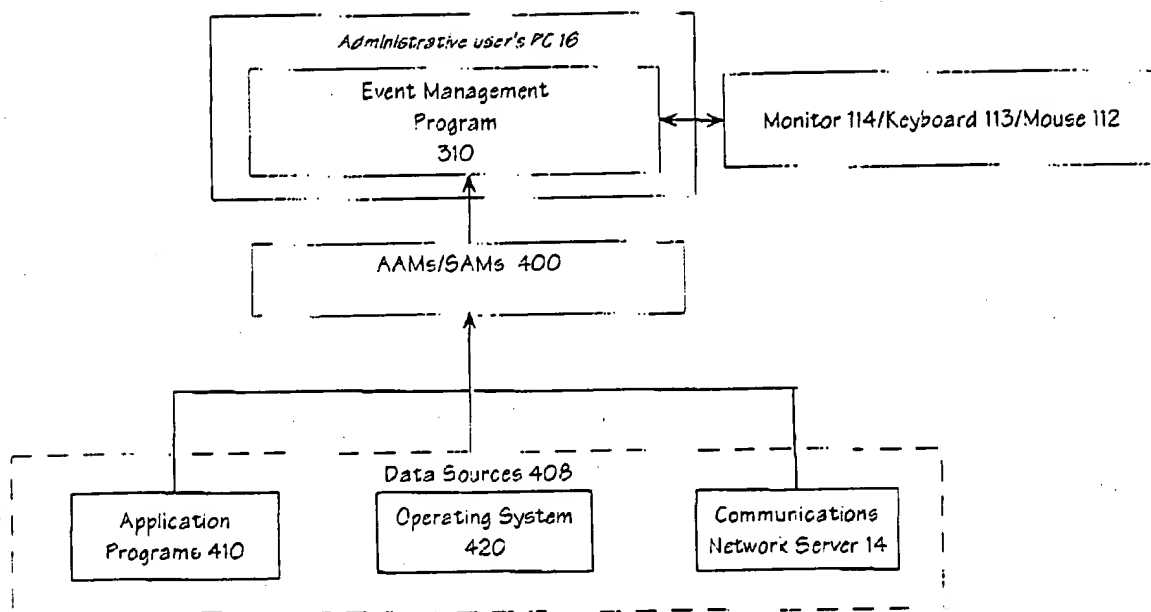 Administrative user's PC 16
Event Management
Program
310
Monitor 114/Keyboard 113/Mouse 112
AAMs/SAMs 400
Data Sources 408
Application
Programs 410
Operating System
420
Communications
Network Server 14